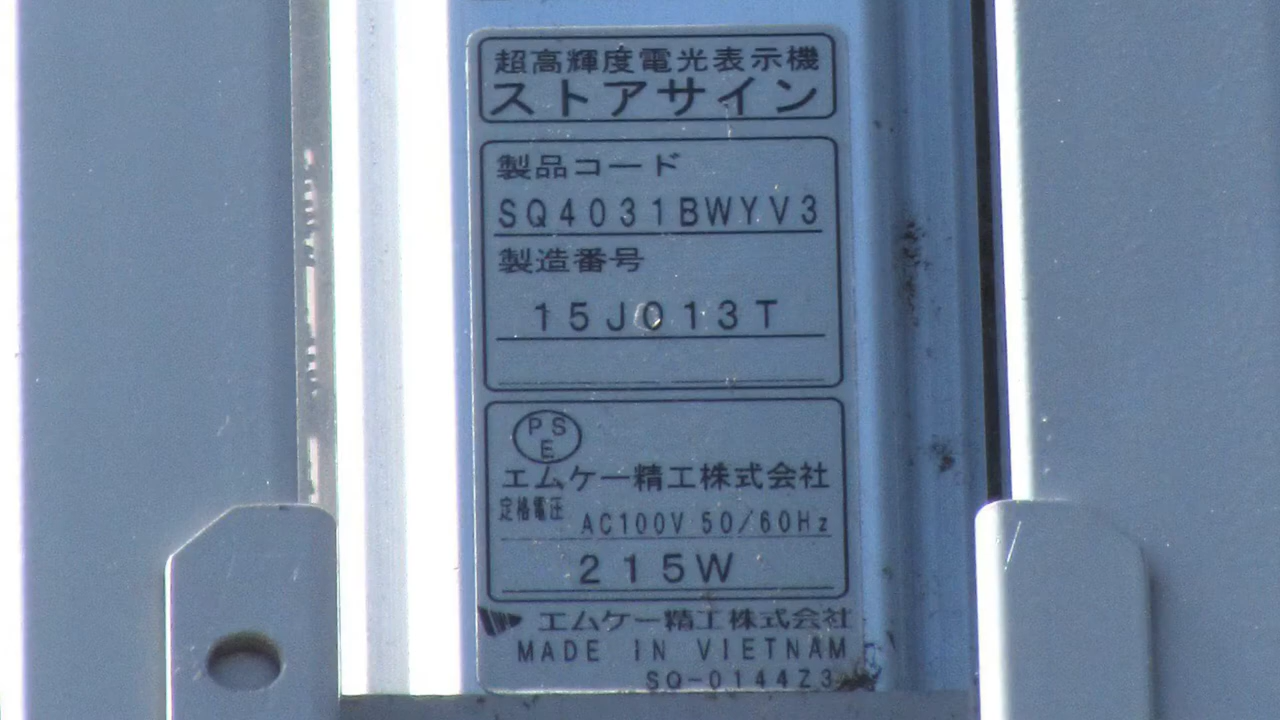 超高輝度電光表示機
ストアサイン
製品コード
SQ4031BWYV3
製造番号
15J013T
PSE
エムケー精工株式会社
定格電圧 AC100V 50/60Hz
215W
エムケー精工株式会社
MADE IN VIETNAM
SQ-0144Z3